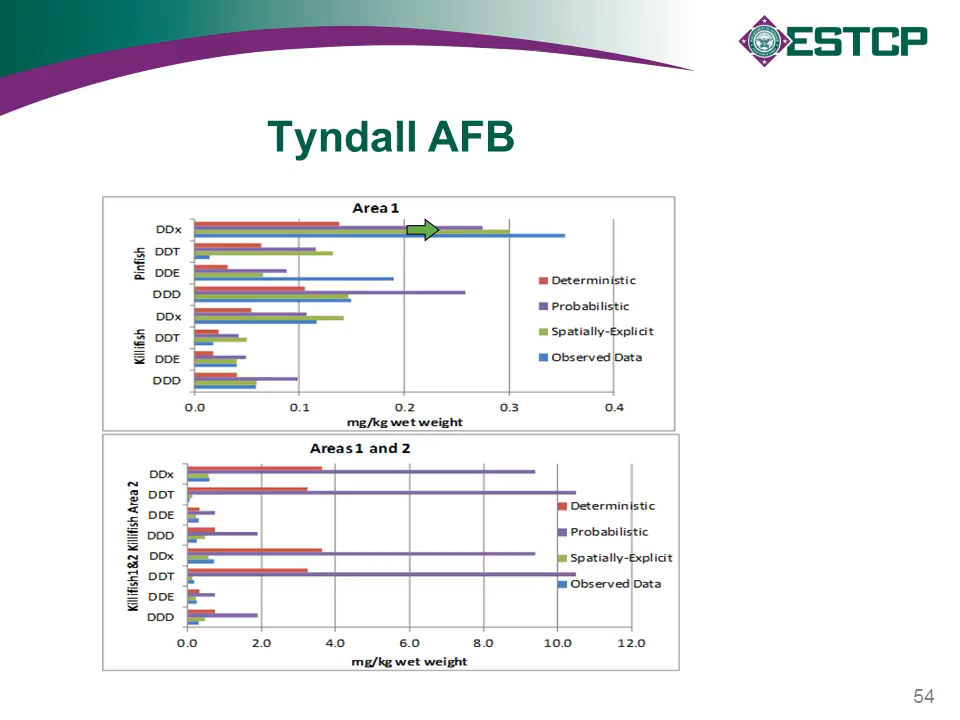 ESTCP
Tyndall AFB
Area 1
Pinfish
Killifish
DDx
DDT
DDE
DDD
DDx
DDT
DDE
DDD
Deterministic
Probabilistic
Spatially-Explicit
Observed Data
0.0 0.1 0.2 0.3 0.4
mg/kg wet weight
Areas 1 and 2
Killifish Area 2
Killifish1&2
DDx
DDT
DDE
DDD
DDx
DDT
DDE
DDD
Deterministic
Probabilistic
Spatially-Explicit
Observed Data
0.0 2.0 4.0 6.0 8.0 10.0 12.0
mg/kg wet weight
54